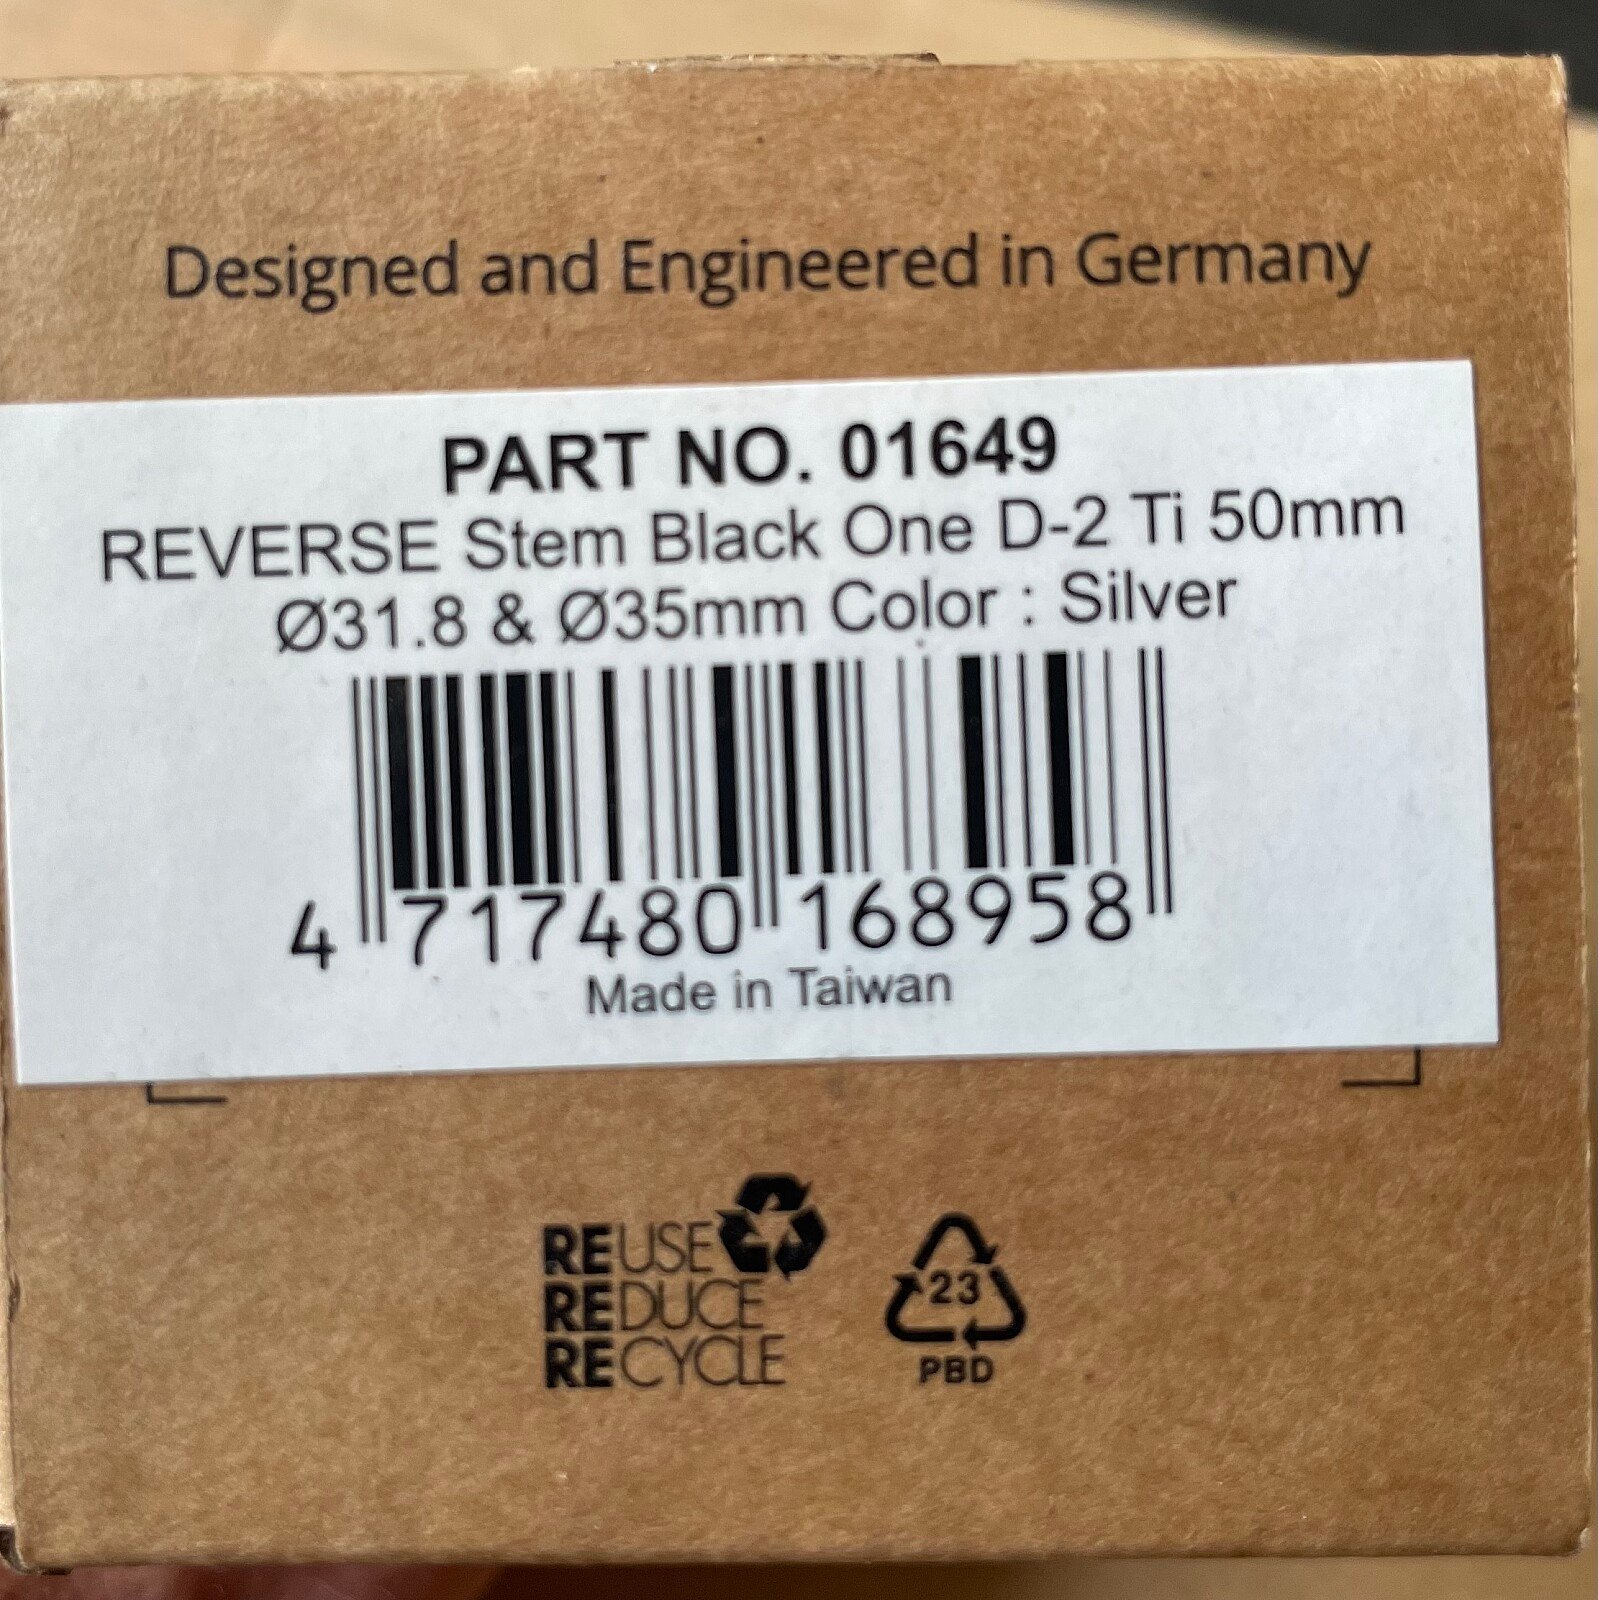 Designed and Engineered in Germany
PART NO. 01649
REVERSE Stem Black One D-2 Ti 50mm
Ø31.8 & Ø35mm Color : Silver
4 717480 168958
Made in Taiwan
REUSE
REDUCE
RECYCLE
23
PBD